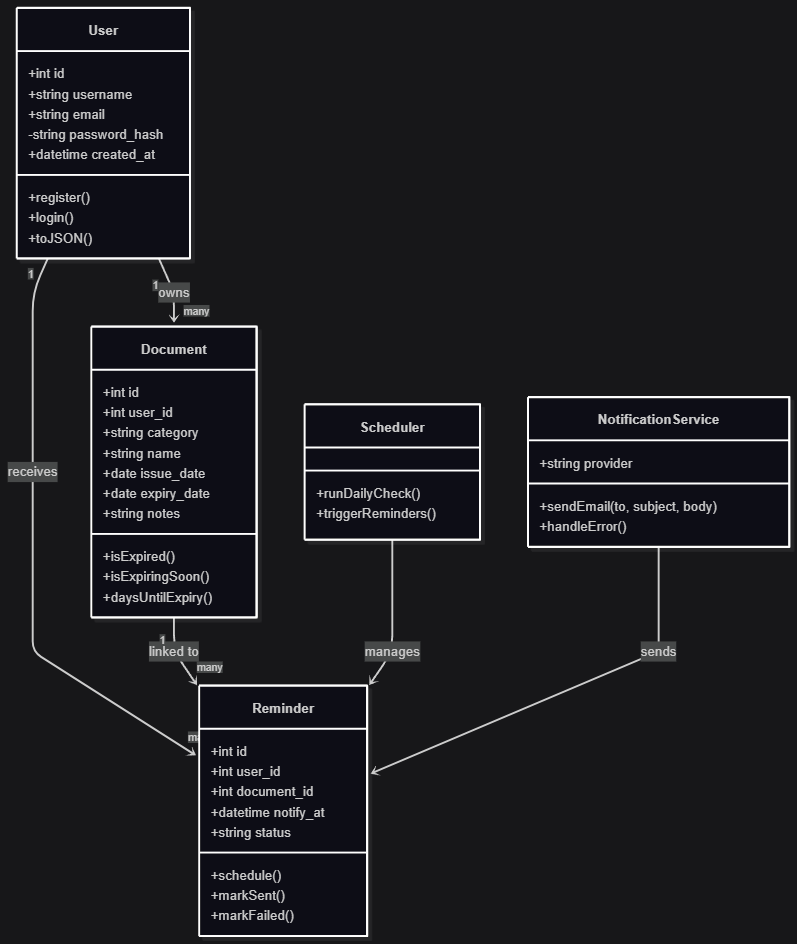 User
+int id
+string username
+string email
-string password_hash
+datetime created_at
+register()
+login()
+toJSON()
1
1
owns
many
Document
+int id
+int user_id
+string category
+string name
+date issue_date
+date expiry_date
+string notes
+isExpired()
+isExpiringSoon()
+daysUntilExpiry()
Scheduler
+runDailyCheck()
+triggerReminders()
NotificationService
+string provider
+sendEmail(to, subject, body)
+handleError()
receives
1
linked to
many
manages
sends
Reminder
+int id
+int user_id
+int document_id
+datetime notify_at
+string status
+schedule()
+markSent()
+markFailed()